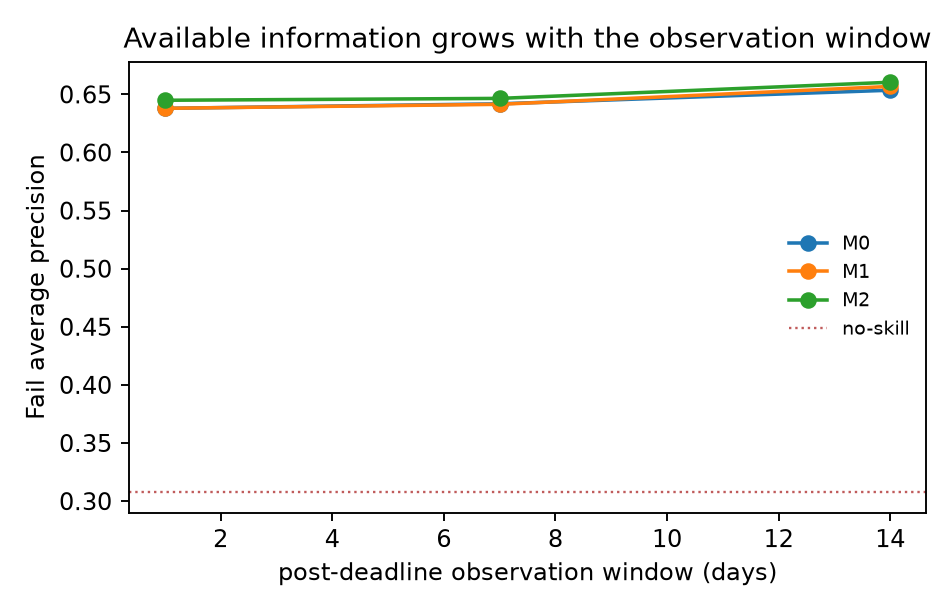 Available information grows with the observation window
Fail average precision
0.65
0.60
0.55
0.50
0.45
0.40
0.35
0.30
M0
M1
M2
no-skill
2 4 6 8 10 12 14
post-deadline observation window (days)